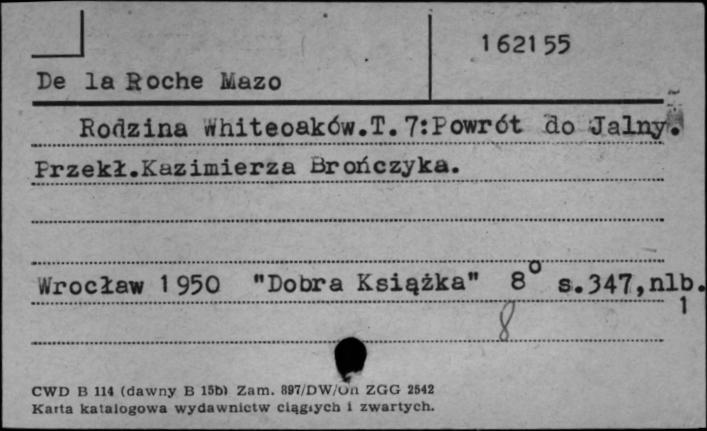 162155
De la Roche Mazo
Rodzina Whiteoaków.T.7:Powrót do Jalny.
Przekł.Kazimierza Brończyka.
Wrocław 1950 "Dobra Książka" 8° s.347,nlb.
1
8
CWD B 114 (dawny B 15b) Zam. 897/DW/Oh ZGG 2542
Karta katalogowa wydawnictw ciągłych i zwartych.